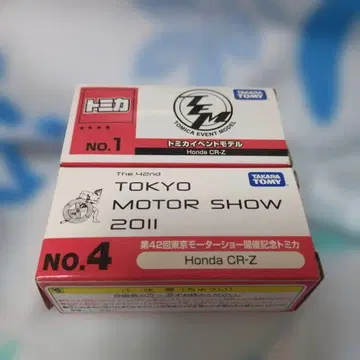 トミカ
NO.1
TEM
TOMICA EVENT MODEL
TAKARA TOMY
トミカイベントモデル
Honda CR-Z
The 42nd
TOKYO
MOTOR SHOW
2011
TAKARA TOMY
NO.4
第42回東京モーターショー開催記念トミカ
Honda CR-Z